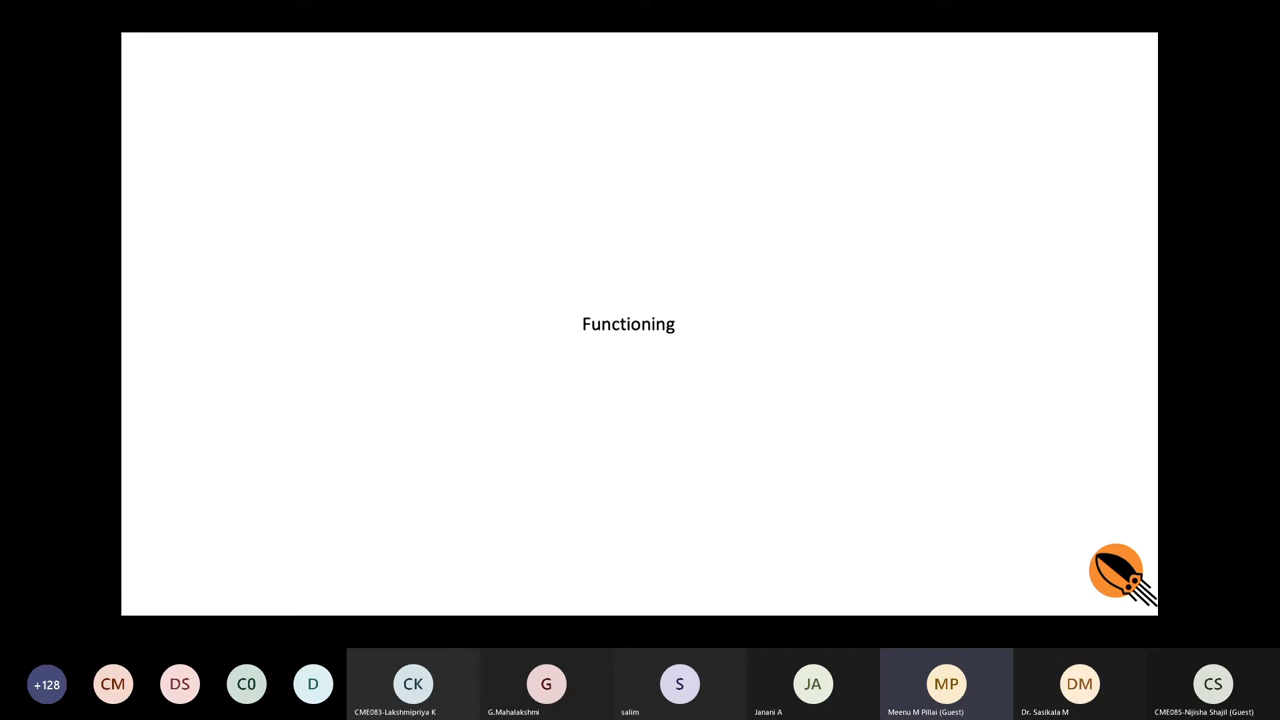 Functioning
+128
CM
DS
C0
D
CK
G
S
JA
MP
DM
CS
CME083-Lakshmipriya K
G.Mahalakshmi
salim
Janani A
Meenu M Pillai (Guest)
Dr. Sasikala M
CME085-Nijisha Shajil (Guest)